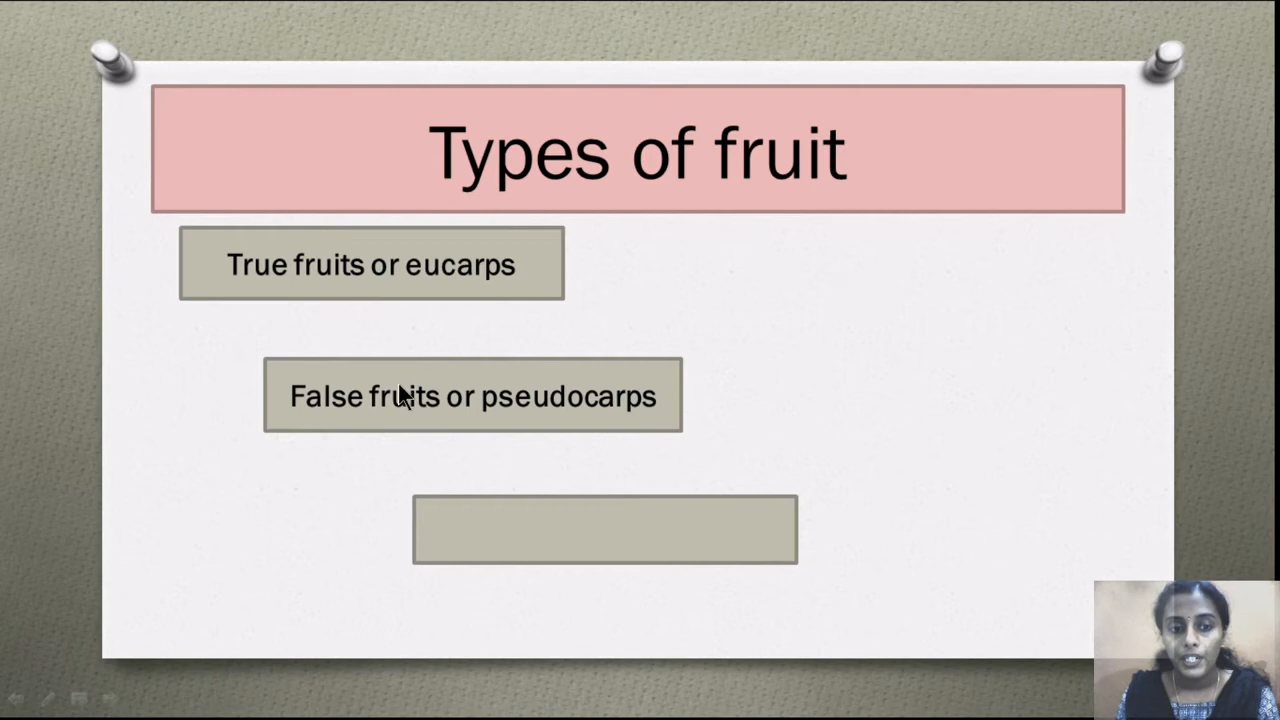 Types of fruit
True fruits or eucarps
False fruits or pseudocarps